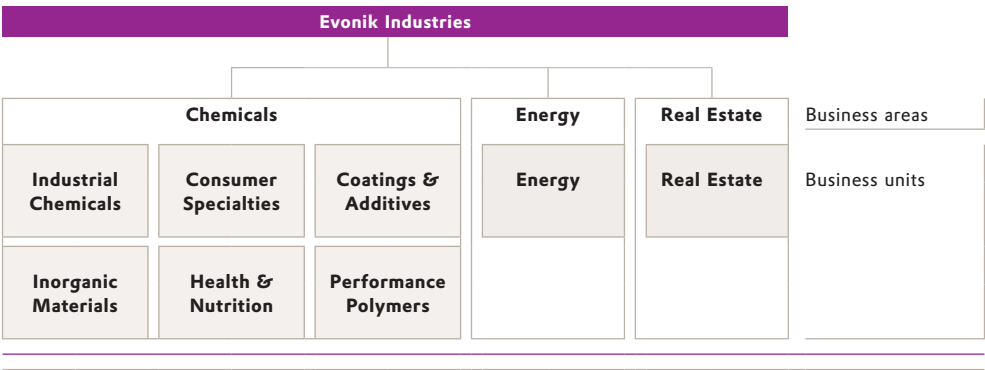 Evonik Industries
Chemicals
Energy
Real Estate
Business areas
Industrial
Chemicals
Consumer
Specialties
Coatings &
Additives
Energy
Real Estate
Business units
Inorganic
Materials
Health &
Nutrition
Performance
Polymers